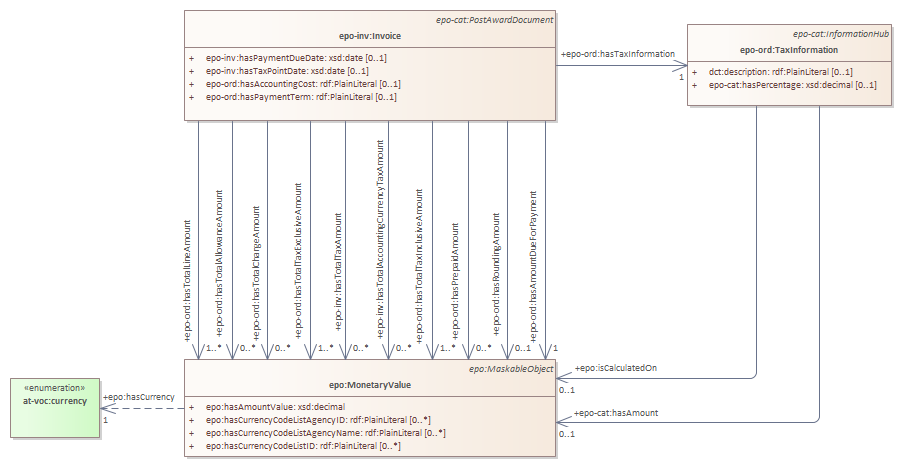 epo-cat:PostAwardDocument
epo-inv:Invoice
+ epo-inv:hasPaymentDueDate: xsd:date [0..1]
+ epo-inv:hasTaxPointDate: xsd:date [0..1]
+ epo-ord:hasAccountingCost: rdf:PlainLiteral [0..1]
+ epo-ord:hasPaymentTerm: rdf:PlainLiteral [0..1]
+epo-ord:hasTaxInformation
1
epo-cat:InformationHub
epo-ord:TaxInformation
+ dct:description: rdf:PlainLiteral [0..1]
+ epo-cat:hasPercentage: xsd:decimal [0..1]
+epo-ord:hasTotalLineAmount
1..*
+epo-ord:hasTotalAllowanceAmount
0..*
+epo-ord:hasTotalChargeAmount
0..*
+epo-ord:hasTotalTaxExclusiveAmount
1..*
+epo-inv:hasTotalTaxAmount
0..*
+epo-inv:hasTotalAccountingCurrencyTaxAmount
0..*
+epo-ord:hasTotalTaxInclusiveAmount
1..*
+epo-ord:hasPrepaidAmount
0..*
+epo-ord:hasRoundingAmount
0..1
+epo-ord:hasAmountDueForPayment
1
epo:MaskableObject
epo:MonetaryValue
+ epo:hasAmountValue: xsd:decimal
+ epo:hasCurrencyCodeListAgencyID: rdf:PlainLiteral [0..*]
+ epo:hasCurrencyCodeListAgencyName: rdf:PlainLiteral [0..*]
+ epo:hasCurrencyCodeListID: rdf:PlainLiteral [0..*]
+epo:isCalculatedOn
0..1
+epo-cat:hasAmount
0..1
«enumeration»
at-voc:currency
+epo:hasCurrency
1